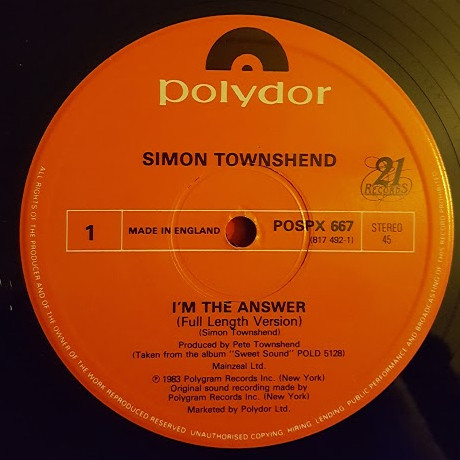 polydor
SIMON TOWNSHEND
21
RECORDS
1
MADE IN ENGLAND
POSPX 667
(817 492-1)
STEREO
45
I'M THE ANSWER
(Full Length Version)
(Simon Townshend)
Produced by Pete Townshend
(Taken from the album "Sweet Sound" POLD 5128)
Mainzeal Ltd.
℗ 1983 Polygram Records Inc. (New York)
Original sound recording made by
Polygram Records Inc. (New York)
Marketed by Polydor Ltd.
ALL RIGHTS OF THE PRODUCER AND OF THE OWNER OF THE WORK REPRODUCED RESERVED. UNAUTHORISED COPYING, HIRING, LENDING, PUBLIC PERFORMANCE AND BROADCASTING OF THIS RECORD PROHIBITED